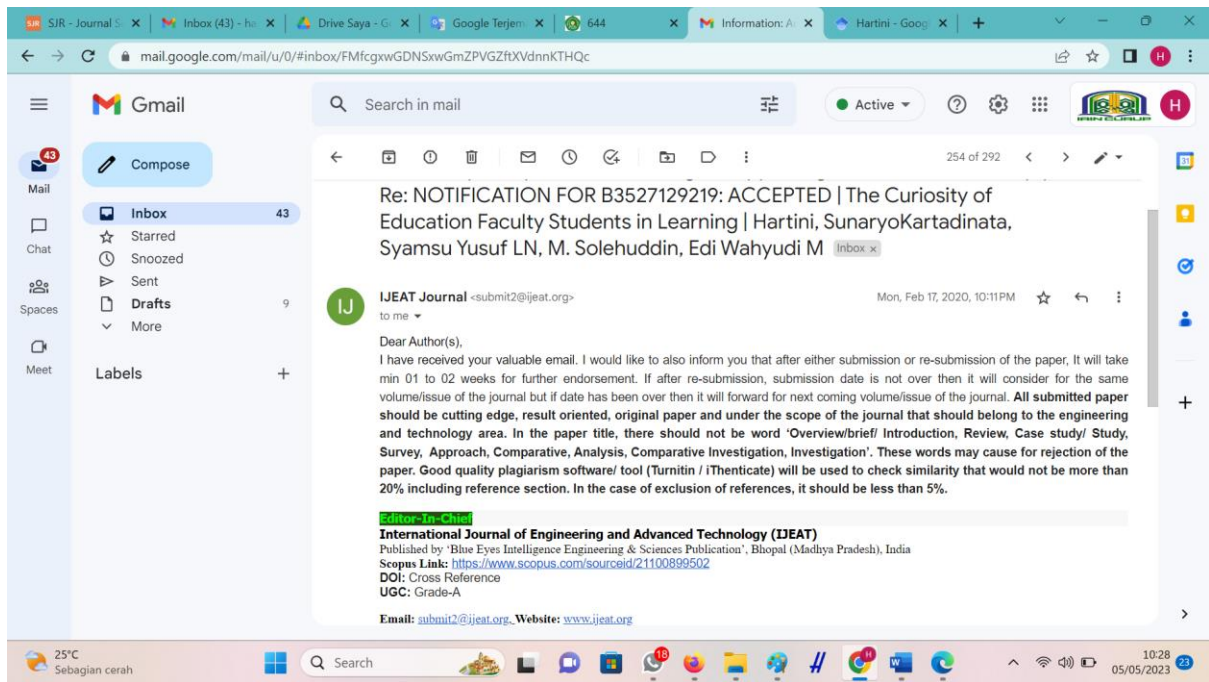 SJR - Journal S
Inbox (43) - ha
Drive Saya - G
Google Terjem
644
Information: A
Hartini - Goog
mail.google.com/mail/u/0/#inbox/FMfcgxwGDNSxwGmZPVGZftXVdnnKTHQc
H
Gmail
Search in mail
Active
IAIN CURUP
H
43
Mail
Chat
Spaces
Meet
Compose
Inbox 43
Starred
Snoozed
Sent
Drafts 9
More
Labels
254 of 292
31
Re: NOTIFICATION FOR B3527129219: ACCEPTED | The Curiosity of
Education Faculty Students in Learning | Hartini, SunaryoKartadinata,
Syamsu Yusuf LN, M. Solehuddin, Edi Wahyudi M Inbox x
IJ
IJEAT Journal <submit2@ijeat.org> Mon, Feb 17, 2020, 10:11 PM
to me
Dear Author(s),
I have received your valuable email. I would like to also inform you that after either submission or re-submission of the paper, It will take
min 01 to 02 weeks for further endorsement. If after re-submission, submission date is not over then it will consider for the same
volume/issue of the journal but if date has been over then it will forward for next coming volume/issue of the journal. All submitted paper
should be cutting edge, result oriented, original paper and under the scope of the journal that should belong to the engineering
and technology area. In the paper title, there should not be word ‘Overview/brief/ Introduction, Review, Case study/ Study,
Survey, Approach, Comparative, Analysis, Comparative Investigation, Investigation’. These words may cause for rejection of the
paper. Good quality plagiarism software/ tool (Turnitin / iThenticate) will be used to check similarity that would not be more than
20% including reference section. In the case of exclusion of references, it should be less than 5%.
Editor-In-Chief
International Journal of Engineering and Advanced Technology (IJEAT)
Published by ‘Blue Eyes Intelligence Engineering & Sciences Publication’, Bhopal (Madhya Pradesh), India
Scopus Link: https://www.scopus.com/sourceid/21100899502
DOI: Cross Reference
UGC: Grade-A
Email: submit2@ijeat.org, Website: www.ijeat.org
25°C
Sebagian cerah
Search
18
H
10:28
05/05/2023
23